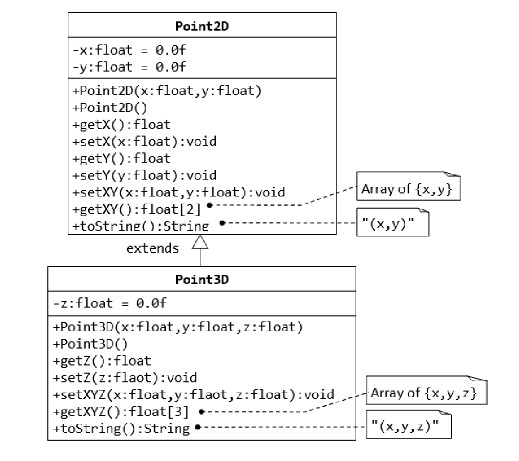 Point2D
-x:float = 0.0f
-y:float = 0.0f
+Point2D(x:float,y:float)
+Point2D()
+getX():float
+setX(x:float):void
+getY():float
+setY(y:float):void
+setXY(x:float,y:float):void
+getXY():float[2]
Array of {x,y}
+toString():String
"(x,y)"
extends
Point3D
-z:float = 0.0f
+Point3D(x:float,y:float,z:float)
+Point3D()
+getZ():float
+setZ(z:flaot):void
+setXYZ(x:float,y:flaot,z:float):void
+getXYZ():float[3]
Array of {x,y,z}
+toString():String
"(x,y,z)"